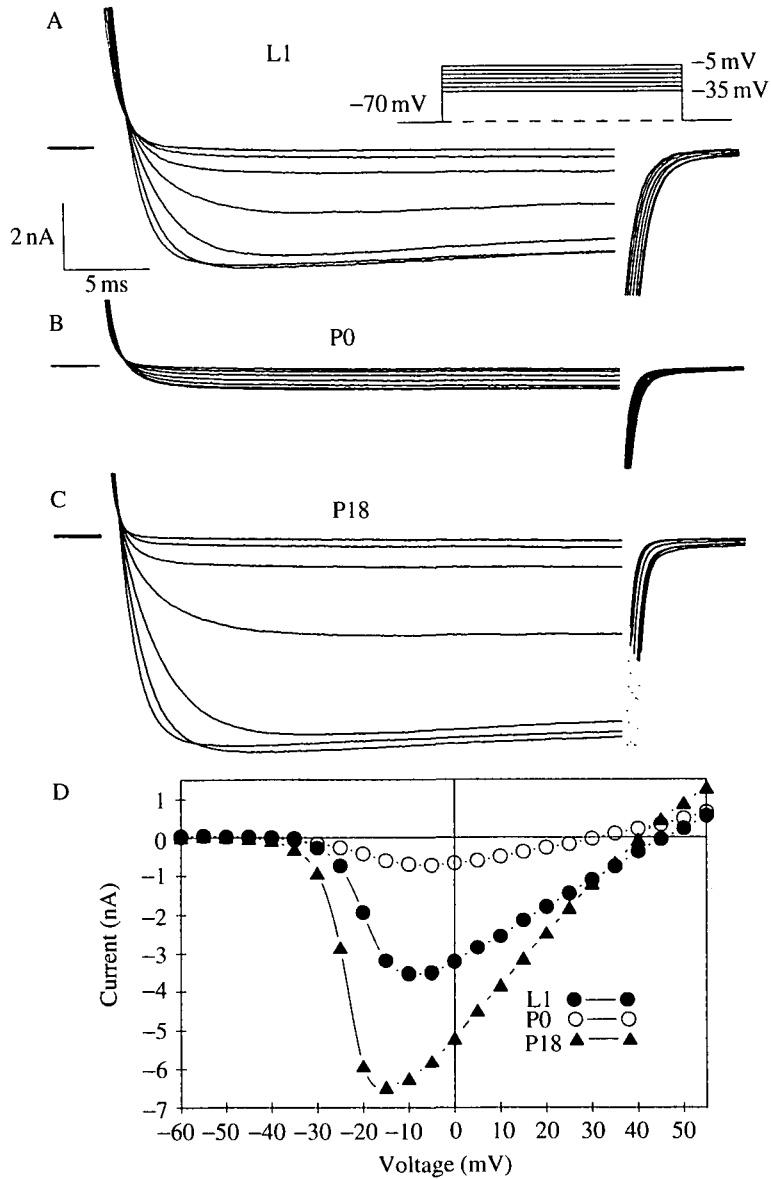 A
L1
−5 mV
−35 mV
−70 mV
2 nA
5 ms
B
P0
C
P18
D
1
0
−1
−2
−3
−4
−5
−6
−7
Current (nA)
L1
P0
P18
−60 −50 −40 −30 −20 −10 0 10 20 30 40 50
Voltage (mV)